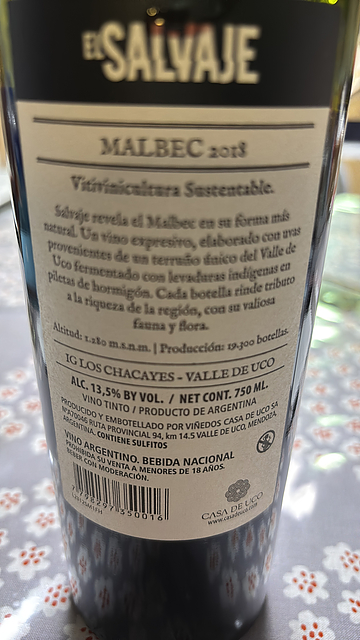 EL SALVAJE
MALBEC 2018
Vitivinicultura Sustentable.
Salvaje revela el Malbec en su forma más
natural. Un vino expresivo, elaborado con uvas
provenientes de un terruño único del Valle de
Uco fermentado con levaduras indígenas en
piletas de hormigón. Cada botella rinde tributo
a la riqueza de la región, con su valiosa
fauna y flora.
Altitud: 1.280 m.s.n.m. | Producción: 19.300 botellas.
IG LOS CHACAYES - VALLE DE UCO
ALC. 13,5% BY VOL. / NET CONT. 750 ML.
VINO TINTO / PRODUCTO DE ARGENTINA
PRODUCIDO Y EMBOTELLADO POR VIÑEDOS CASA DE UCO SA
N°A70046 RUTA PROVINCIAL 94, km 14.5 VALLE DE UCO, MENDOZA,
ARGENTINA. CONTIENE SULFITOS
VINO ARGENTINO. BEBIDA NACIONAL
PROHIBIDA SU VENTA A MENORES DE 18 AÑOS.
BEBER CON MODERACIÓN.
CASA DE UCO
www.casadeuco.com